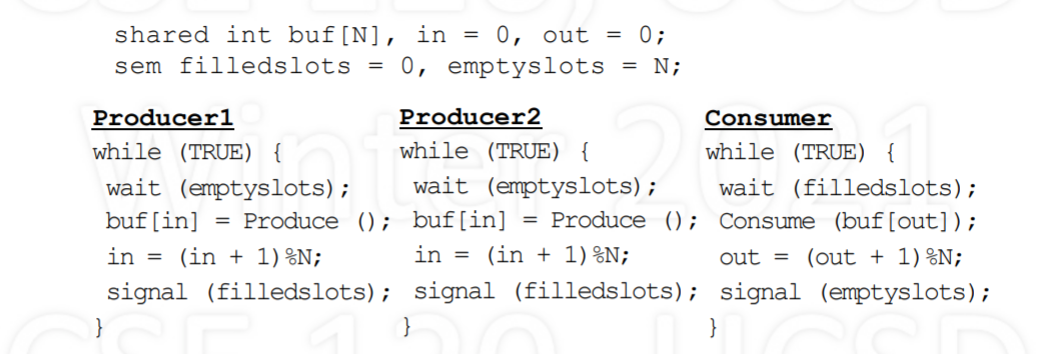 shared int buf[N], in = 0, out = 0;
sem filledslots = 0, emptyslots = N;
Producer1
while (TRUE) {
wait (emptyslots);
buf[in] = Produce ();
in = (in + 1)%N;
signal (filledslots);
}
Producer2
while (TRUE) {
wait (emptyslots);
buf[in] = Produce ();
in = (in + 1)%N;
signal (filledslots);
}
Consumer
while (TRUE) {
wait (filledslots);
Consume (buf[out]);
out = (out + 1)%N;
signal (emptyslots);
}
Winter 2021
CSE 120, UCSD